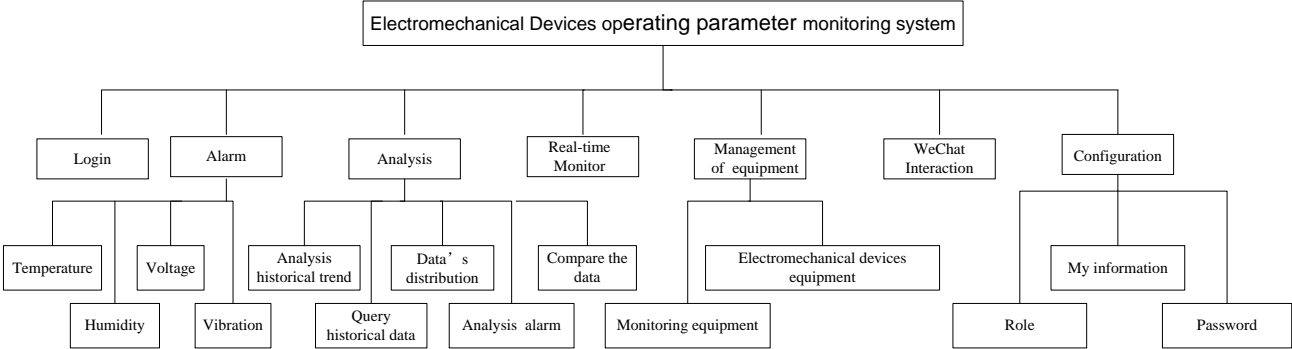 Electromechanical Devices operating parameter monitoring system
Login
Alarm
Analysis
Real-time
Monitor
Management
of equipment
WeChat
Interaction
Configuration
Temperature
Voltage
Analysis
historical trend
Data's
distribution
Compare the
data
Electromechanical devices
equipment
My information
Humidity
Vibration
Query
historical data
Analysis alarm
Monitoring equipment
Role
Password